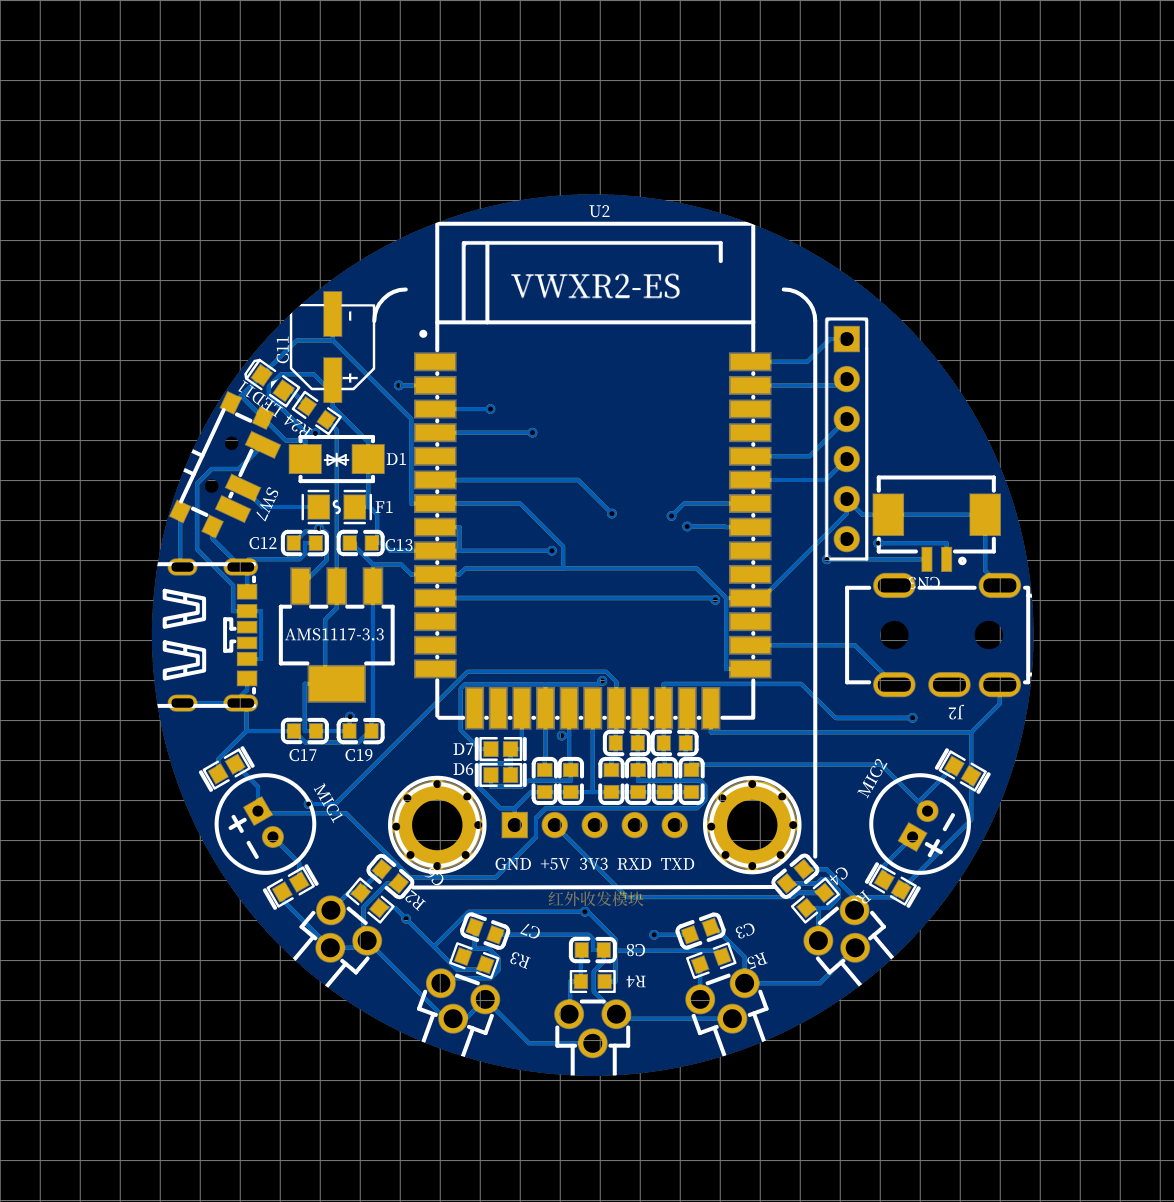 U2
VWXR2-ES
C11
LED11
R24
D1
SW7
F1
C12
C13
CN3
AMS1117-3.3
J2
C17
C19
D7
D6
MIC1
MIC2
GND +5V 3V3 RXD TXD
C4
R2
红外收发模块
C7
C3
R3
C8
R5
R4